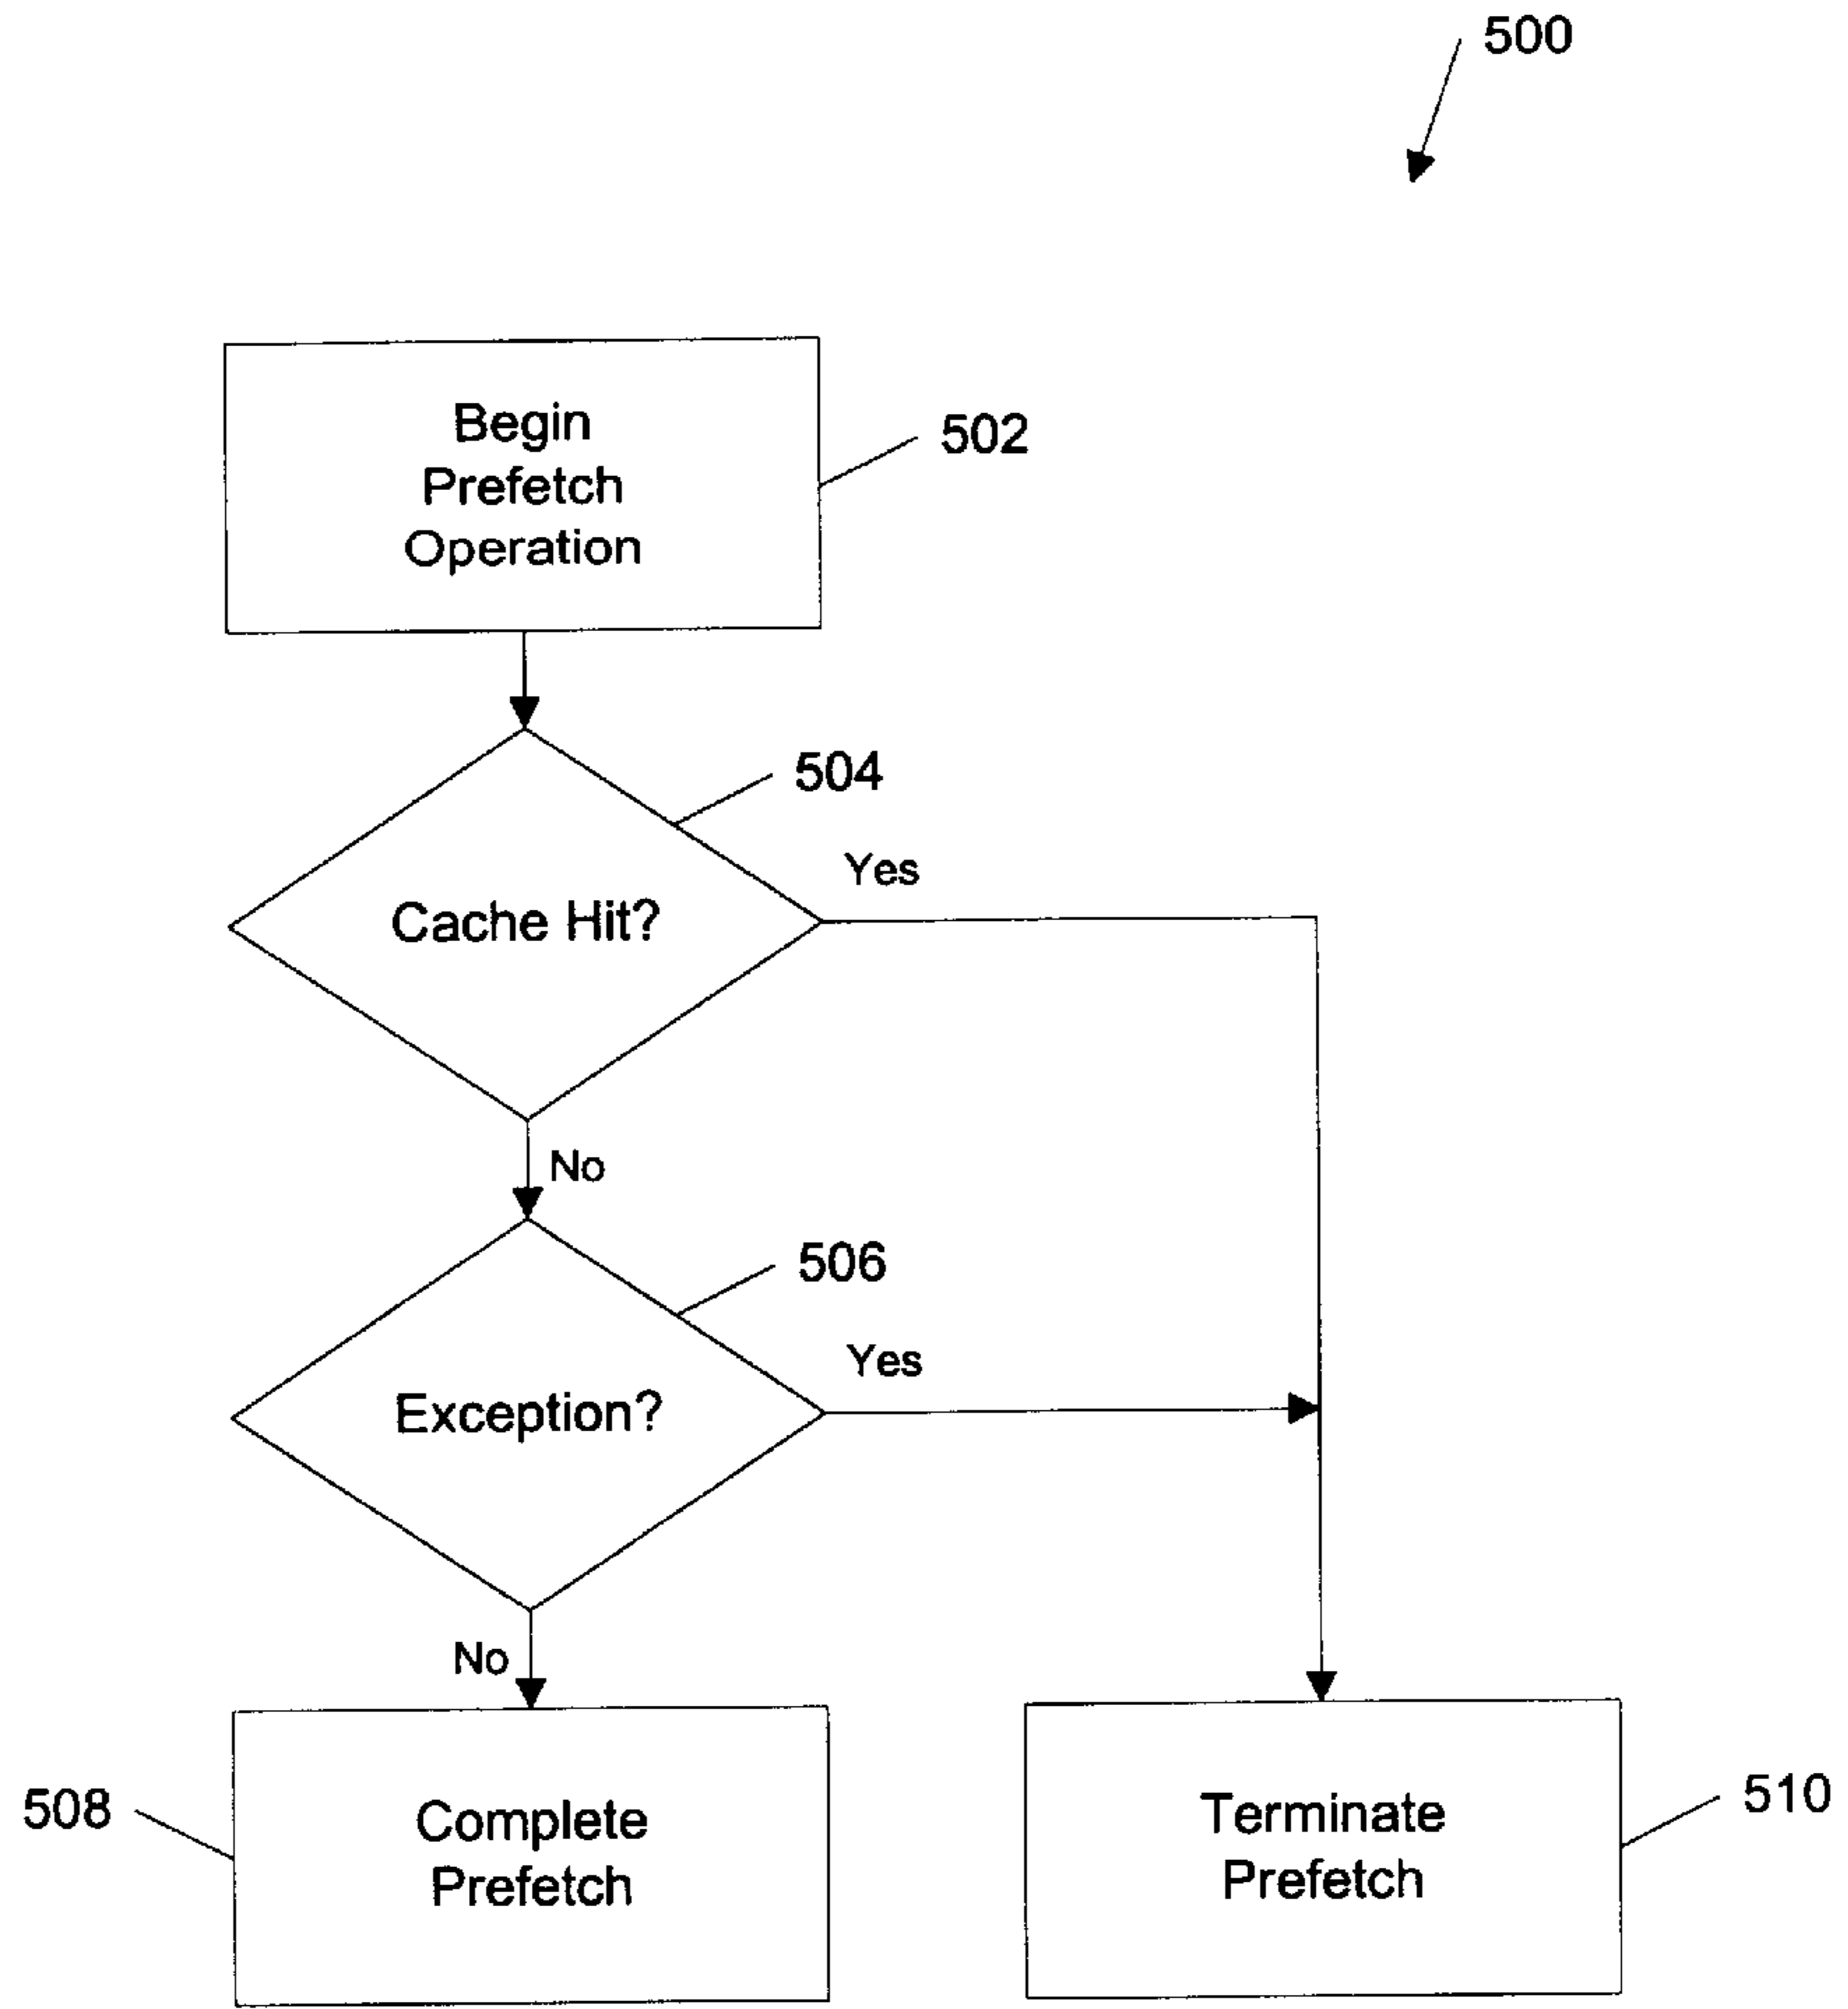 500
Begin
Prefetch
Operation
502
504
Yes
Cache Hit?
No
506
Yes
Exception?
No
508
Complete
Prefetch
Terminate
Prefetch
510